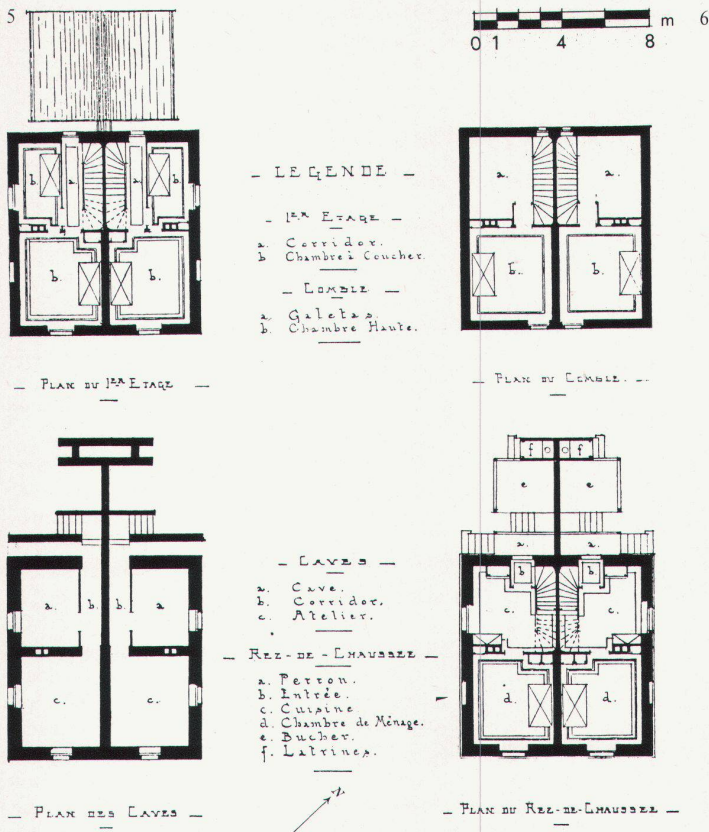 5
m 6
0 1 4 8
a. a.
b. b.
b. b.
_ LEGENDE _
_ 1ER ETAGE _
a. Corridor.
b Chambre à Coucher.
_ COMBLE _
a Galetas.
b. Chambre Haute.
a. a.
b. b.
_ PLAN DU 1ER ETAGE _
_ PLAN DU COMBLE. _
a. b. b. a
c. c.
_ CAVES _
a. Cave.
b. Corridor.
c. Atelier.
_ REZ-DE-CHAUSSEE _
a. Perron.
b. Entrée.
c. Cuisine.
d. Chambre de Ménage.
e. Bucher.
f. Latrines.
f. f.
e e
a. a.
b b
c. c.
d. d.
N
_ PLAN DES CAVES _
_ PLAN DU REZ-DE-CHAUSSEE _